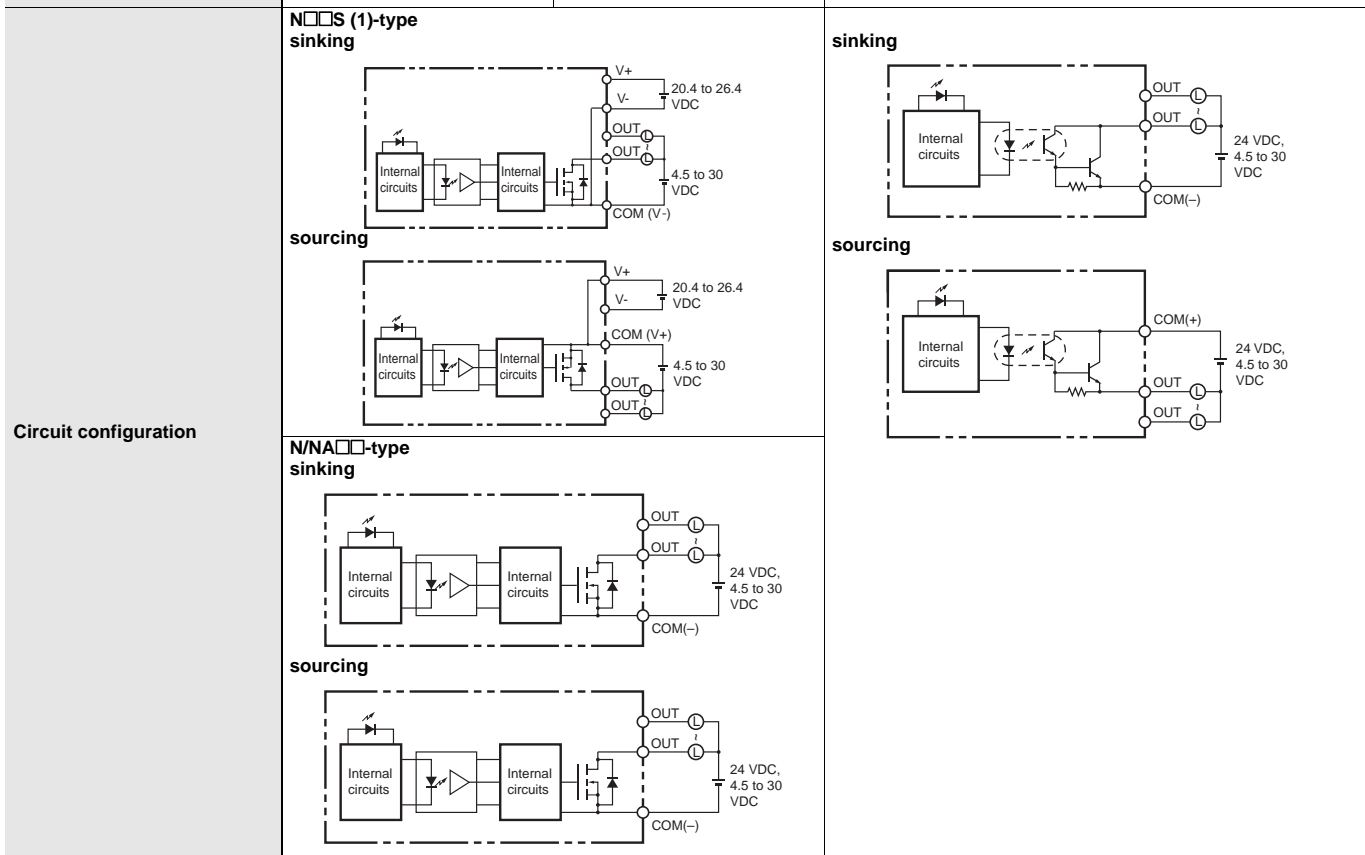 Circuit configuration
N□□S (1)-type
sinking
V+
20.4 to 26.4
VDC
V-
OUT
L
OUT
L
Internal
circuits
Internal
circuits
4.5 to 30
VDC
COM (V-)
sourcing
V+
20.4 to 26.4
VDC
V-
COM (V+)
Internal
circuits
Internal
circuits
4.5 to 30
VDC
OUT
L
OUT
L
N/NA□□-type
sinking
OUT
L
OUT
L
Internal
circuits
Internal
circuits
24 VDC,
4.5 to 30
VDC
COM(–)
sourcing
OUT
L
OUT
L
Internal
circuits
Internal
circuits
24 VDC,
4.5 to 30
VDC
COM(–)
sinking
OUT
L
OUT
L
Internal
circuits
24 VDC,
4.5 to 30
VDC
COM(–)
sourcing
COM(+)
Internal
circuits
24 VDC,
4.5 to 30
VDC
OUT
L
OUT
L